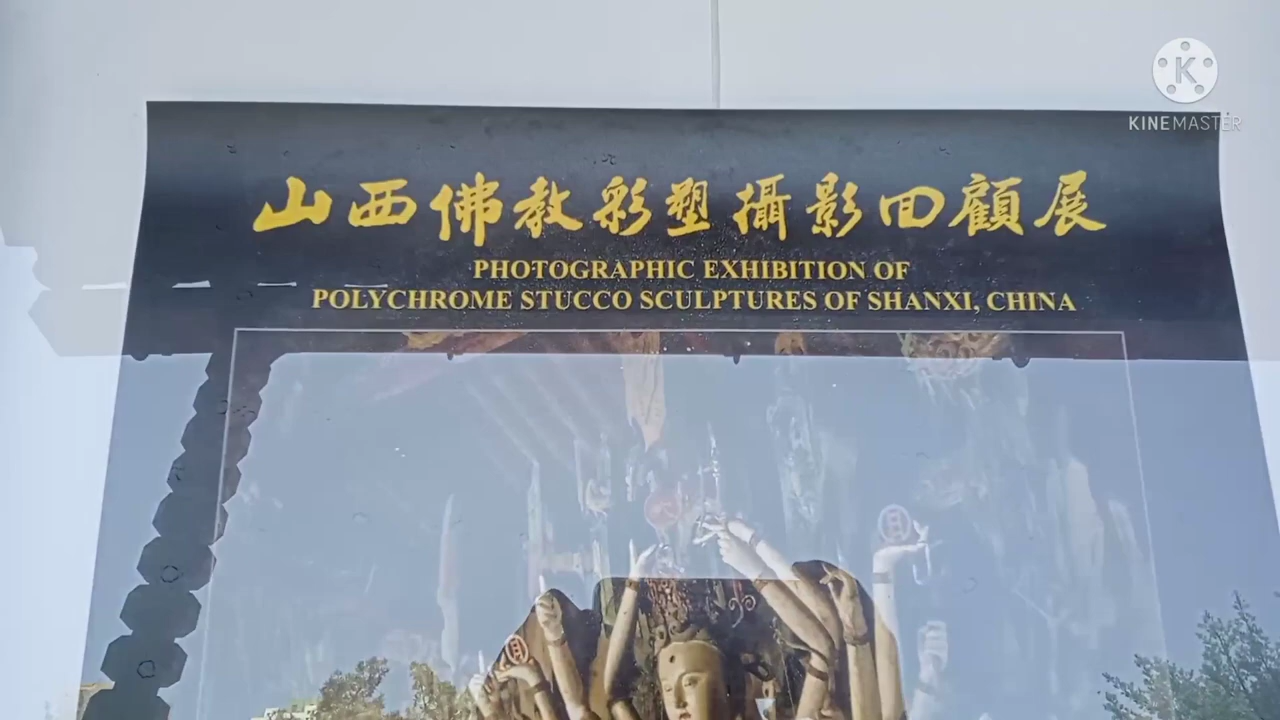 K
KINEMASTER
山西佛教彩塑攝影回顧展
PHOTOGRAPHIC EXHIBITION OF
POLYCHROME STUCCO SCULPTURES OF SHANXI, CHINA